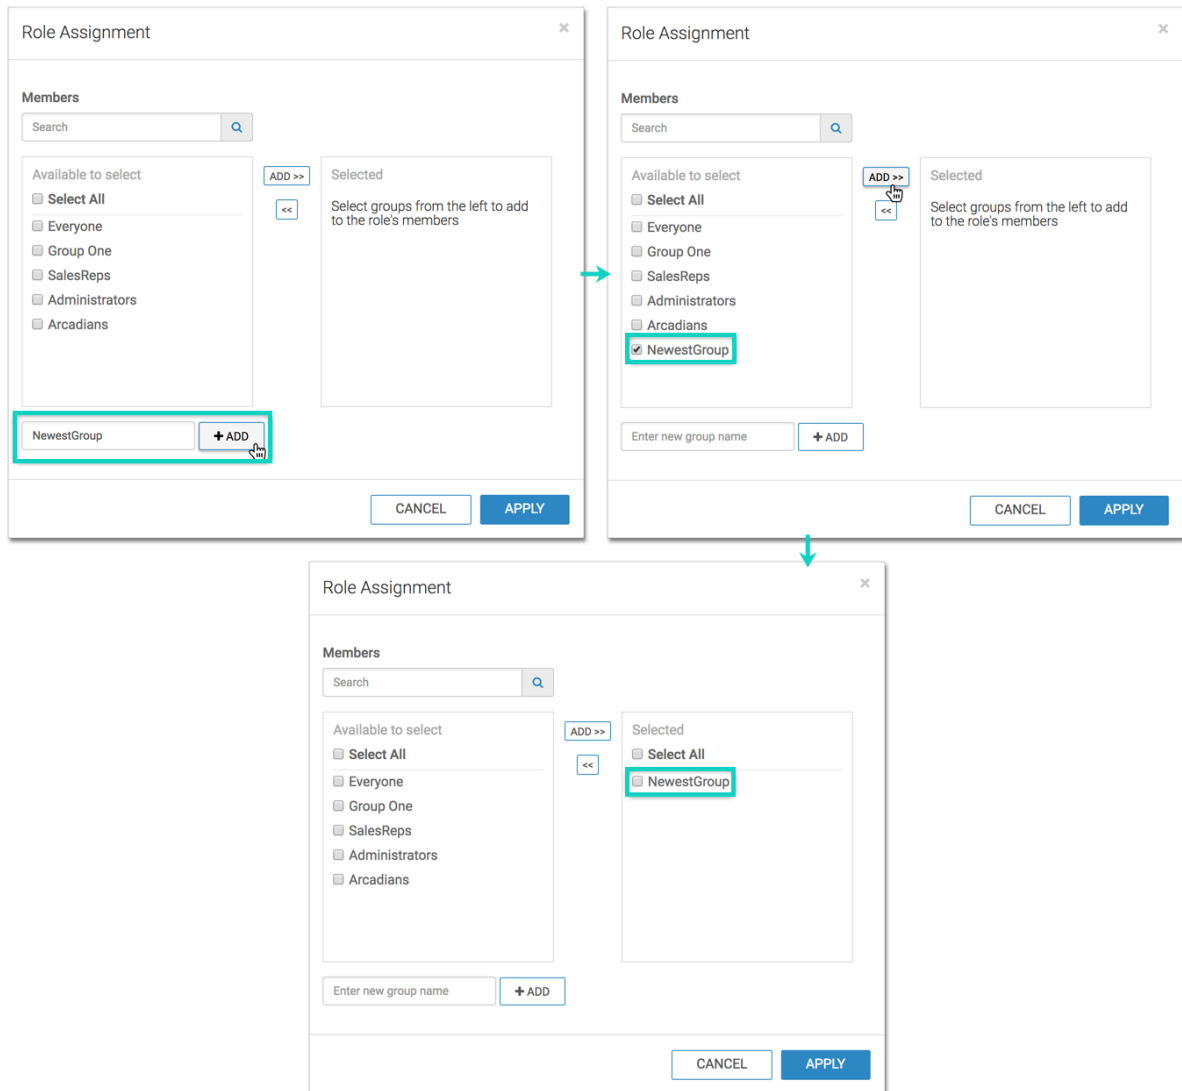 Role Assignment ×
Members
Search
Available to select
Select All
Everyone
Group One
SalesReps
Administrators
Arcadians
ADD >>
<<
Selected
Select groups from the left to add
to the role's members
NewestGroup
+ ADD
CANCEL
APPLY
Role Assignment ×
Members
Search
Available to select
Select All
Everyone
Group One
SalesReps
Administrators
Arcadians
NewestGroup
ADD >>
<<
Selected
Select groups from the left to add
to the role's members
Enter new group name
+ ADD
CANCEL
APPLY
Role Assignment ×
Members
Search
Available to select
Select All
Everyone
Group One
SalesReps
Administrators
Arcadians
ADD >>
<<
Selected
Select All
NewestGroup
Enter new group name
+ ADD
CANCEL
APPLY